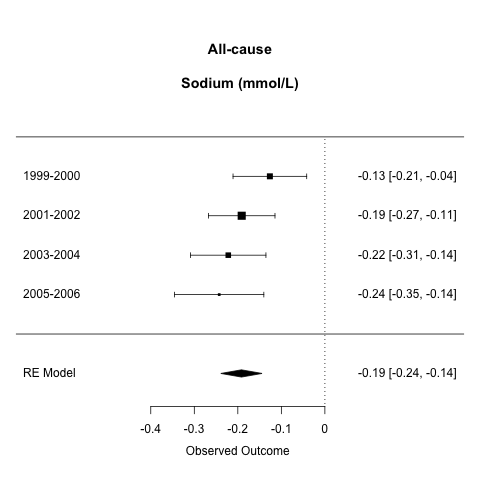 All-cause
Sodium (mmol/L)
1999-2000 -0.13 [-0.21, -0.04]
2001-2002 -0.19 [-0.27, -0.11]
2003-2004 -0.22 [-0.31, -0.14]
2005-2006 -0.24 [-0.35, -0.14]
RE Model -0.19 [-0.24, -0.14]
-0.4 -0.3 -0.2 -0.1 0
Observed Outcome